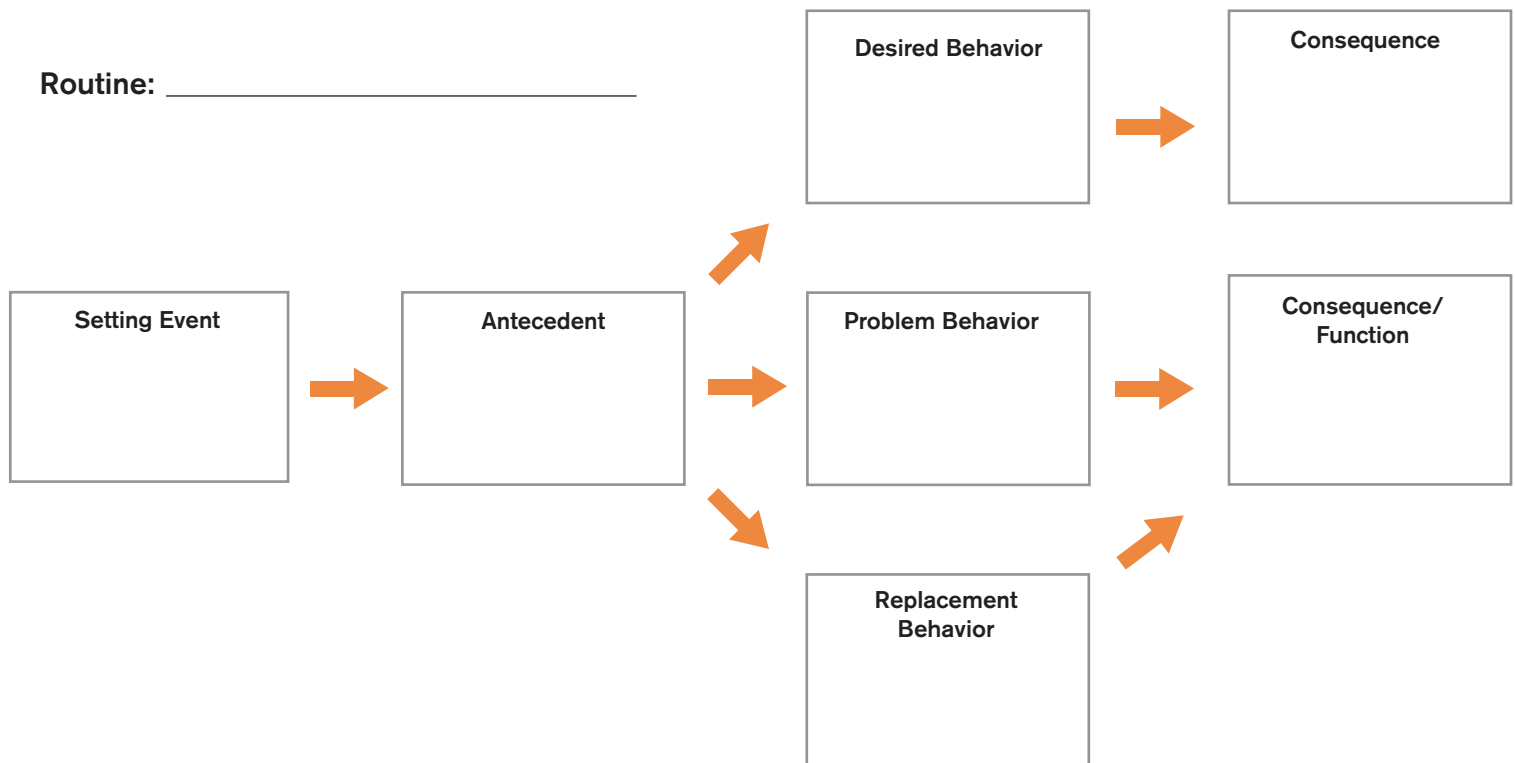 Routine:
Desired Behavior
Consequence
Setting Event
Antecedent
Problem Behavior
Consequence/
Function
Replacement
Behavior